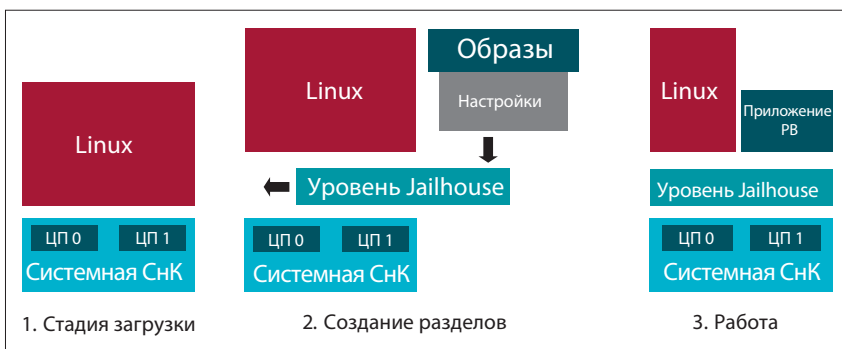 Linux
ЦП 0
ЦП 1
Системная СнК
1. Стадия загрузки
Linux
Образы
Настройки
Уровень Jailhouse
ЦП 0
ЦП 1
Системная СнК
2. Создание разделов
Linux
Приложение
РВ
Уровень Jailhouse
ЦП 0
ЦП 1
Системная СнК
3. Работа